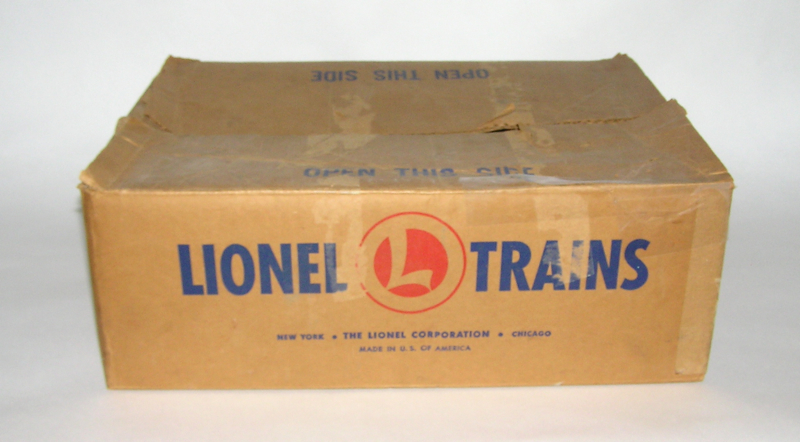 OPEN THIS SIDE
OPEN THIS SIDE
LIONEL L TRAINS
NEW YORK • THE LIONEL CORPORATION • CHICAGO
MADE IN U.S. OF AMERICA